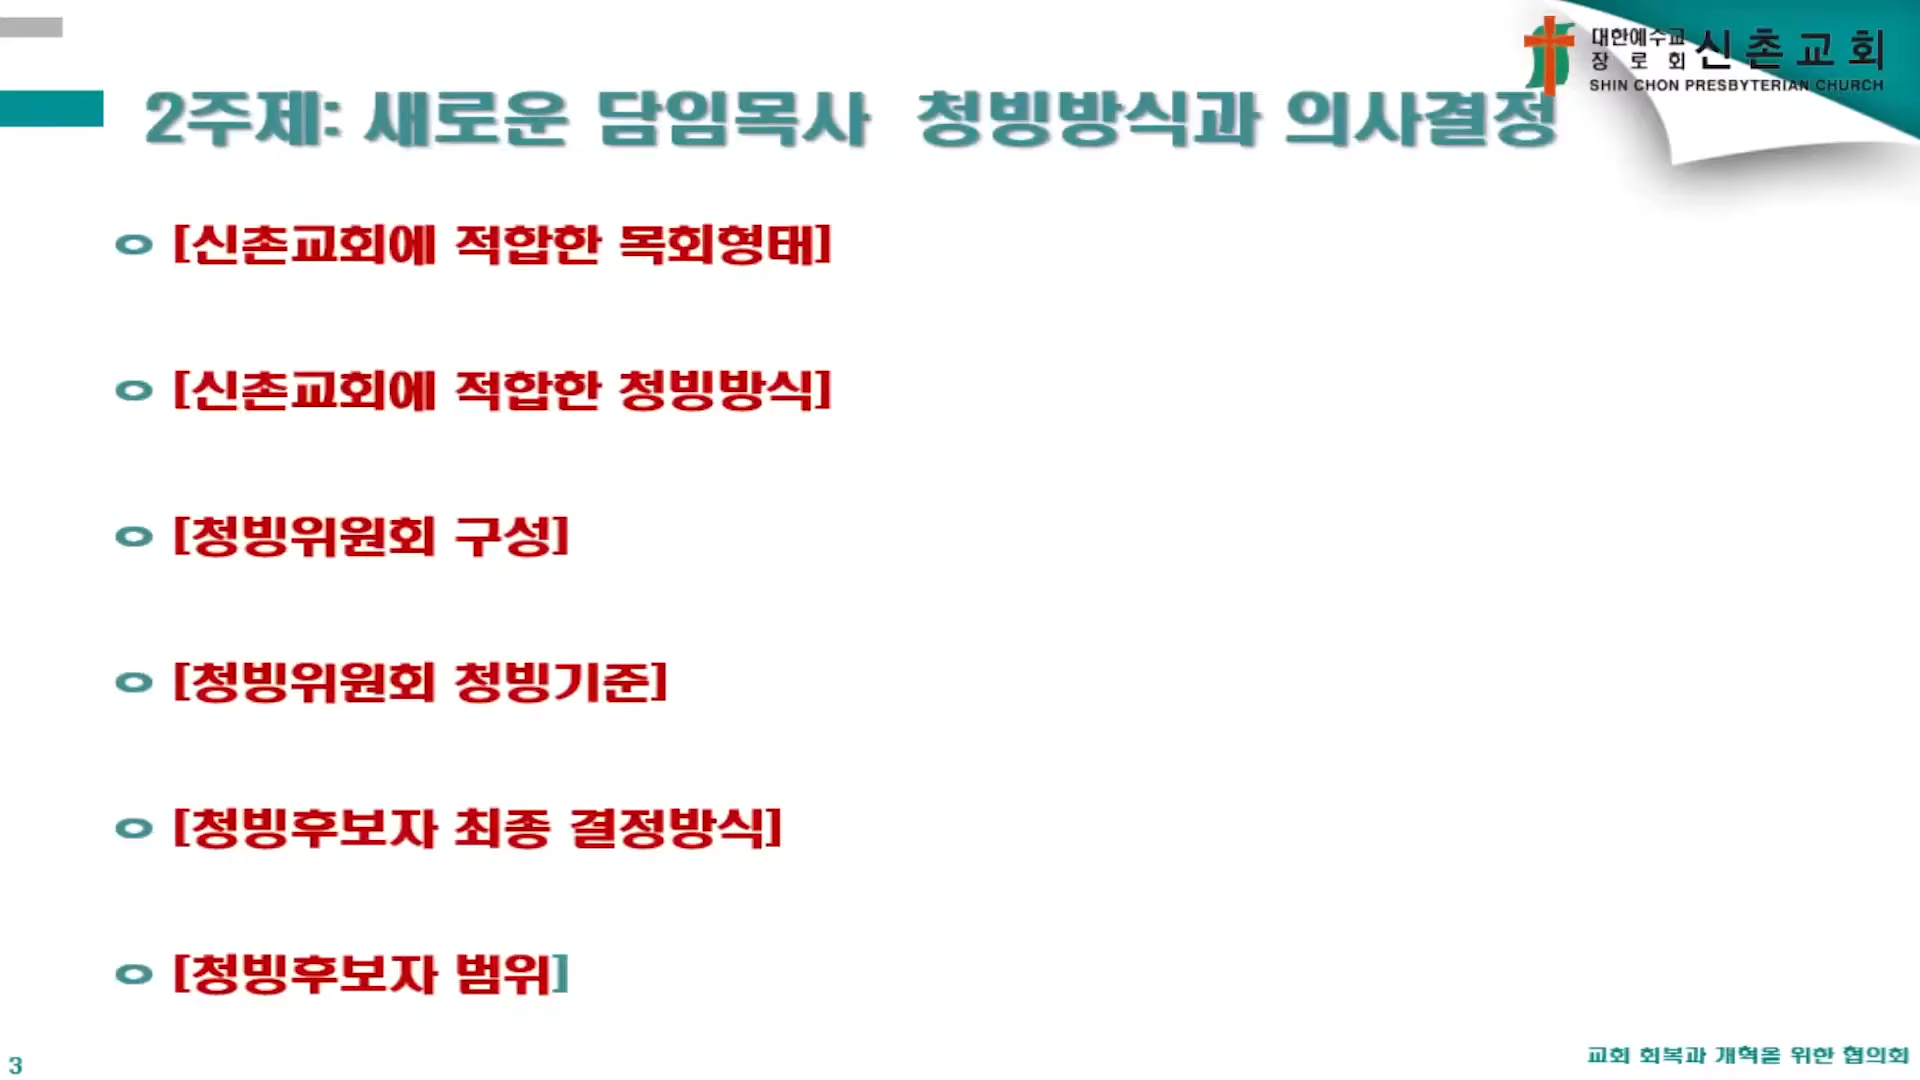 대한예수교
장로회 신촌교회
SHIN CHON PRESBYTERIAN CHURCH
2주제: 새로운 담임목사 청빙방식과 의사결정
[신촌교회에 적합한 목회형태]
[신촌교회에 적합한 청빙방식]
[청빙위원회 구성]
[청빙위원회 청빙기준]
[청빙후보자 최종 결정방식]
[청빙후보자 범위]
교회 회복과 개혁을 위한 협의회
3